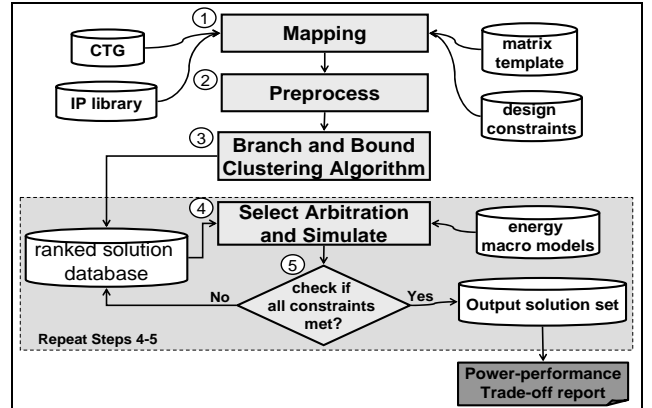 1
Mapping
CTG
matrix
template
IP library
2
Preprocess
design
constraints
3
Branch and Bound
Clustering Algorithm
4
Select Arbitration
and Simulate
energy
macro models
ranked solution
database
5
check if
all constraints
met?
No
Yes
Output solution set
Repeat Steps 4-5
Power-performance
Trade-off report